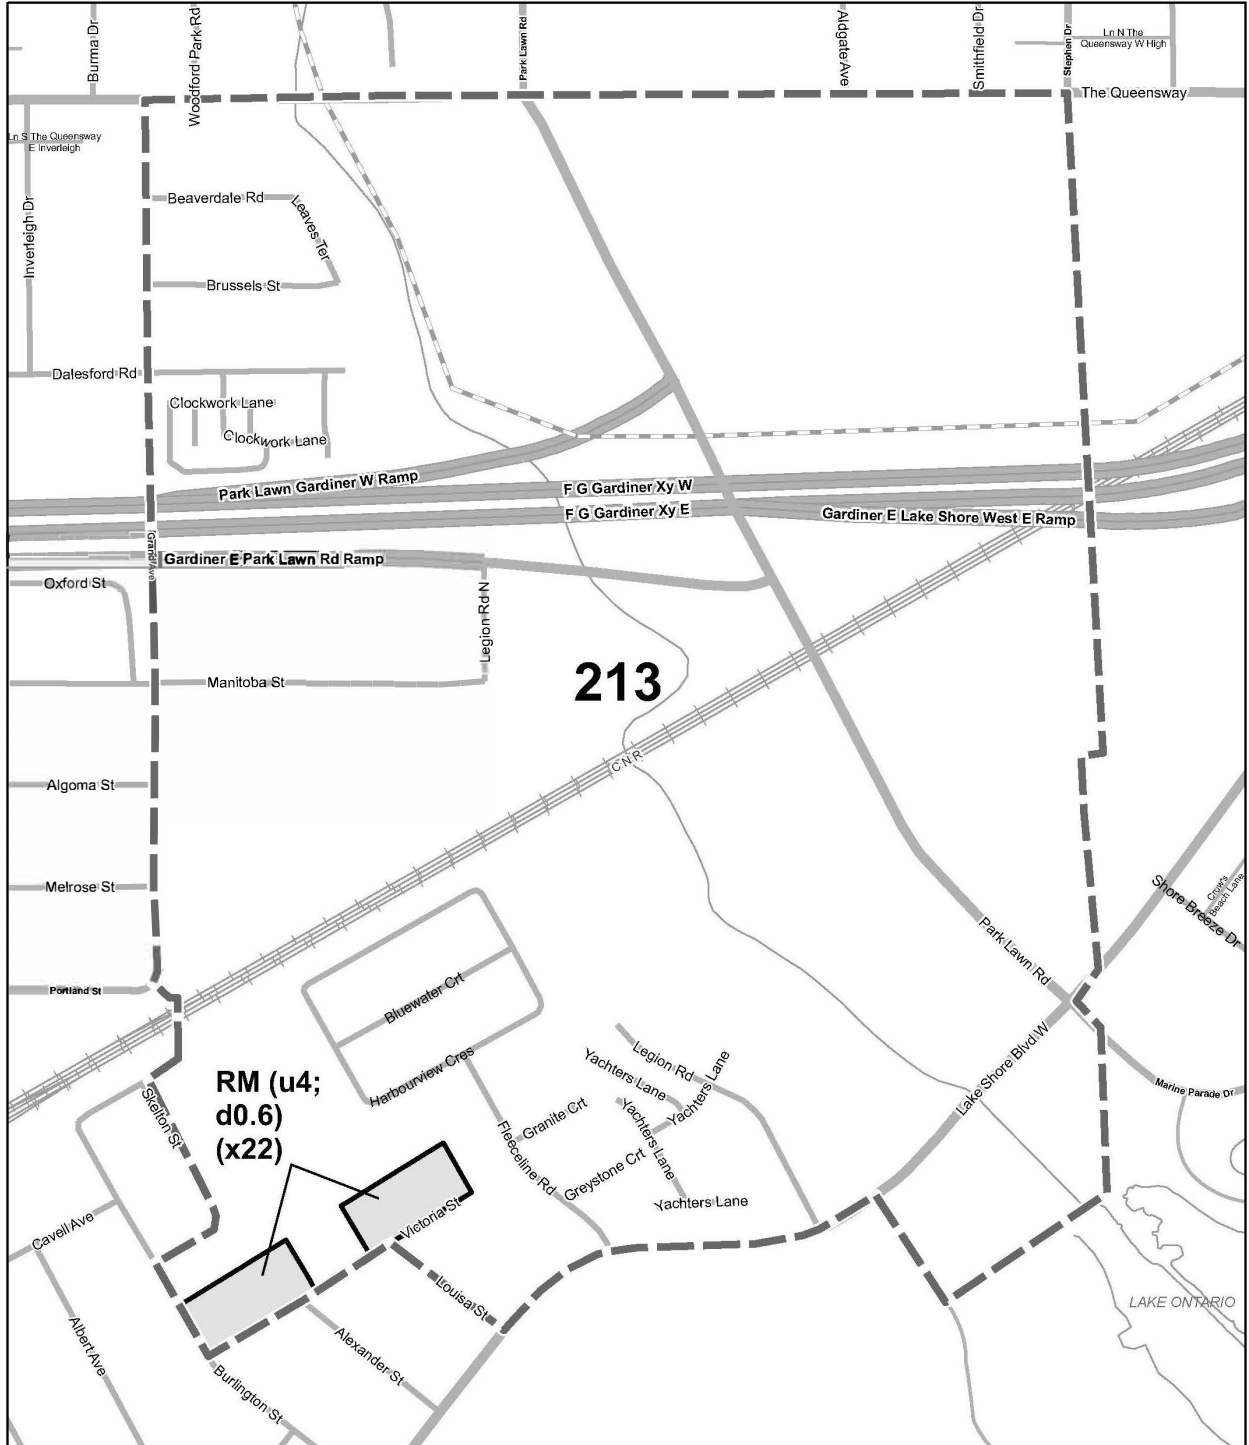 Burma Dr
Woodford Park Rd
Park Lawn Rd
Aldgate Ave
Smithfield Dr
Stephen Dr
Ln N The
Queensway W High
The Queensway
Ln S The Queensway
E Inverleigh
Inverleigh Dr
Beaverdale Rd
Leaves Ter
Brussels St
Dalesford Rd
Clockwork Lane
Clockwork Lane
Park Lawn Gardiner W Ramp
F G Gardiner Xy W
F G Gardiner Xy E
Gardiner E Lake Shore West E Ramp
Grand Ave
Gardiner E Park Lawn Rd Ramp
Oxford St
Legion Rd N
Manitoba St
213
C N R
Algoma St
Melrose St
Portland St
Shore Breeze Dr
Crow's
Beach Lane
Park Lawn Rd
Bluewater Crt
Harbourview Cres
Lake Shore Blvd W
Marine Parade Dr
Legion Rd
Yachters Lane
Yachters Lane
Yachters Lane
Yachters Lane
Granite Crt
Greystone Crt
Fleeceline Rd
Skelton St
RM (u4;
d0.6)
(x22)
Victoria St
Cavell Ave
Louisa St
Albert Ave
Alexander St
Burlington St
LAKE ONTARIO